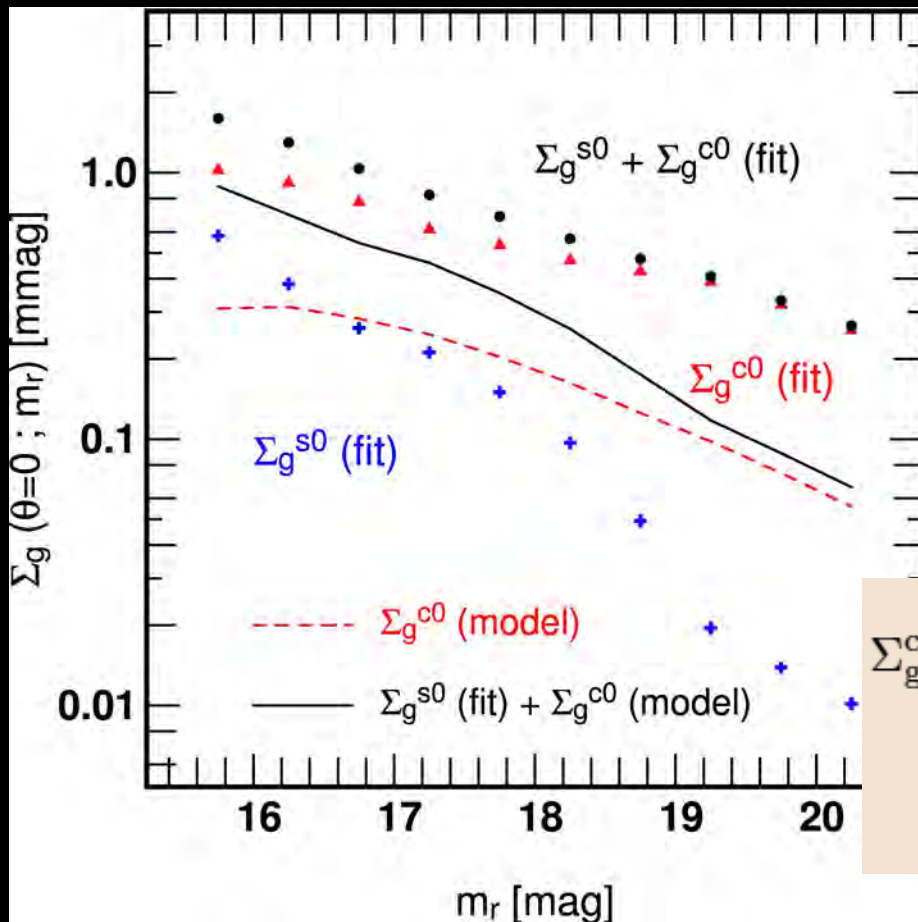 Σg^s0 + Σg^c0 (fit)
1.0
Σg^c0 (fit)
0.1
Σg^s0 (fit)
Σg^c0 (model)
0.01
Σg^s0 (fit) + Σg^c0 (model)
Σg (θ=0 ; mr) [mmag]
16 17 18 19 20
mr [mag]
Σg^c